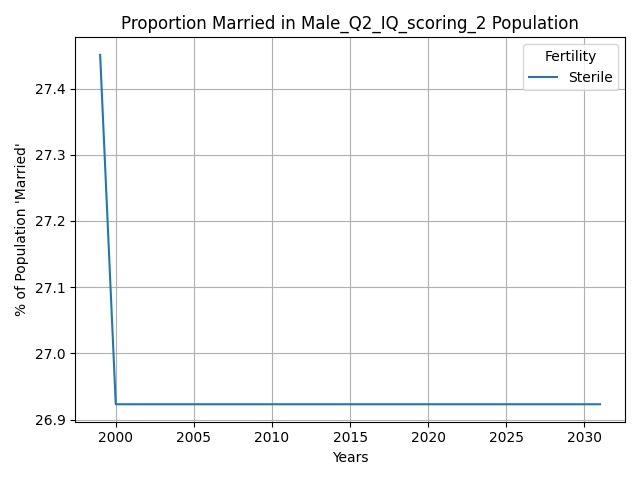 Proportion Married in Male_Q2_IQ_scoring_2 Population
Fertility
Sterile
% of Population 'Married'
27.4
27.3
27.2
27.1
27.0
26.9
2000 2005 2010 2015 2020 2025 2030
Years